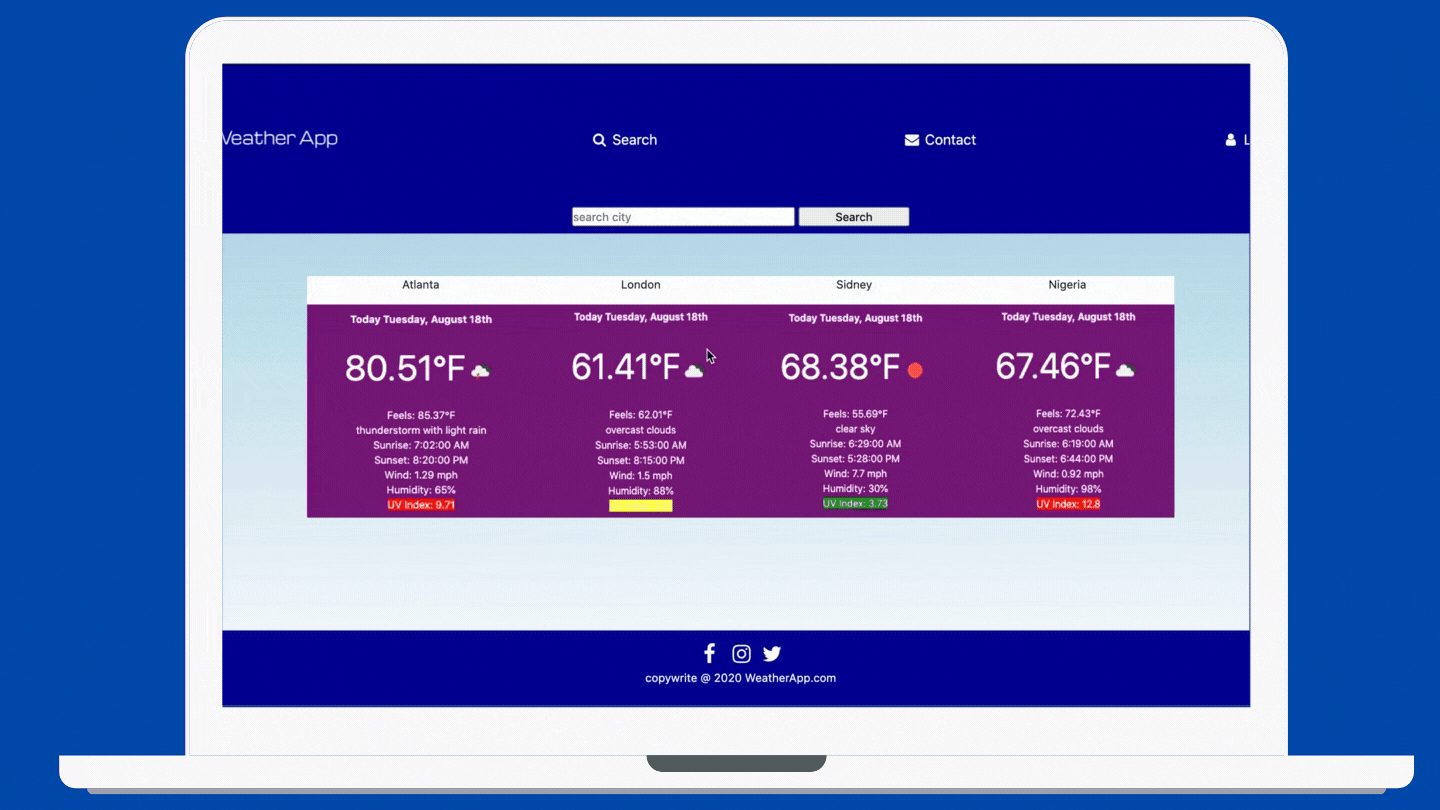 Weather App
Search
Contact
L
search city
Search
Atlanta
London
Sidney
Nigeria
Today Tuesday, August 18th
Today Tuesday, August 18th
Today Tuesday, August 18th
Today Tuesday, August 18th
80.51°F
61.41°F
68.38°F
67.46°F
Feels: 85.37°F
thunderstorm with light rain
Sunrise: 7:02:00 AM
Sunset: 8:20:00 PM
Wind: 1.29 mph
Humidity: 65%
UV Index: 9.71
Feels: 62.01°F
overcast clouds
Sunrise: 5:53:00 AM
Sunset: 8:15:00 PM
Wind: 1.5 mph
Humidity: 88%
Feels: 55.69°F
clear sky
Sunrise: 6:29:00 AM
Sunset: 5:28:00 PM
Wind: 7.7 mph
Humidity: 30%
UV Index: 3.73
Feels: 72.43°F
overcast clouds
Sunrise: 6:19:00 AM
Sunset: 6:44:00 PM
Wind: 0.92 mph
Humidity: 98%
UV Index: 12.8
copywrite @ 2020 WeatherApp.com